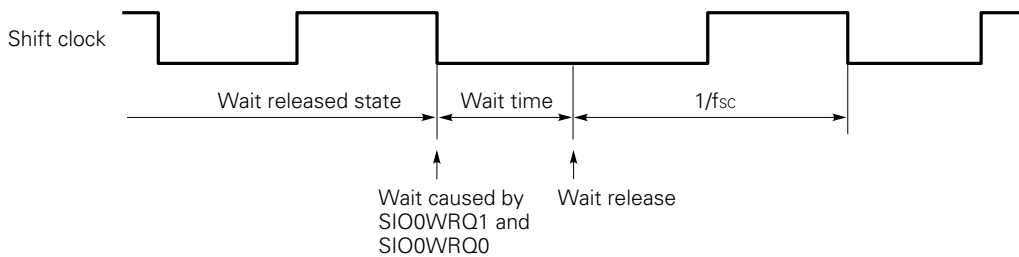 Shift clock
Wait released state
Wait time
1/fSC
Wait caused by
SIO0WRQ1 and
SIO0WRQ0
Wait release